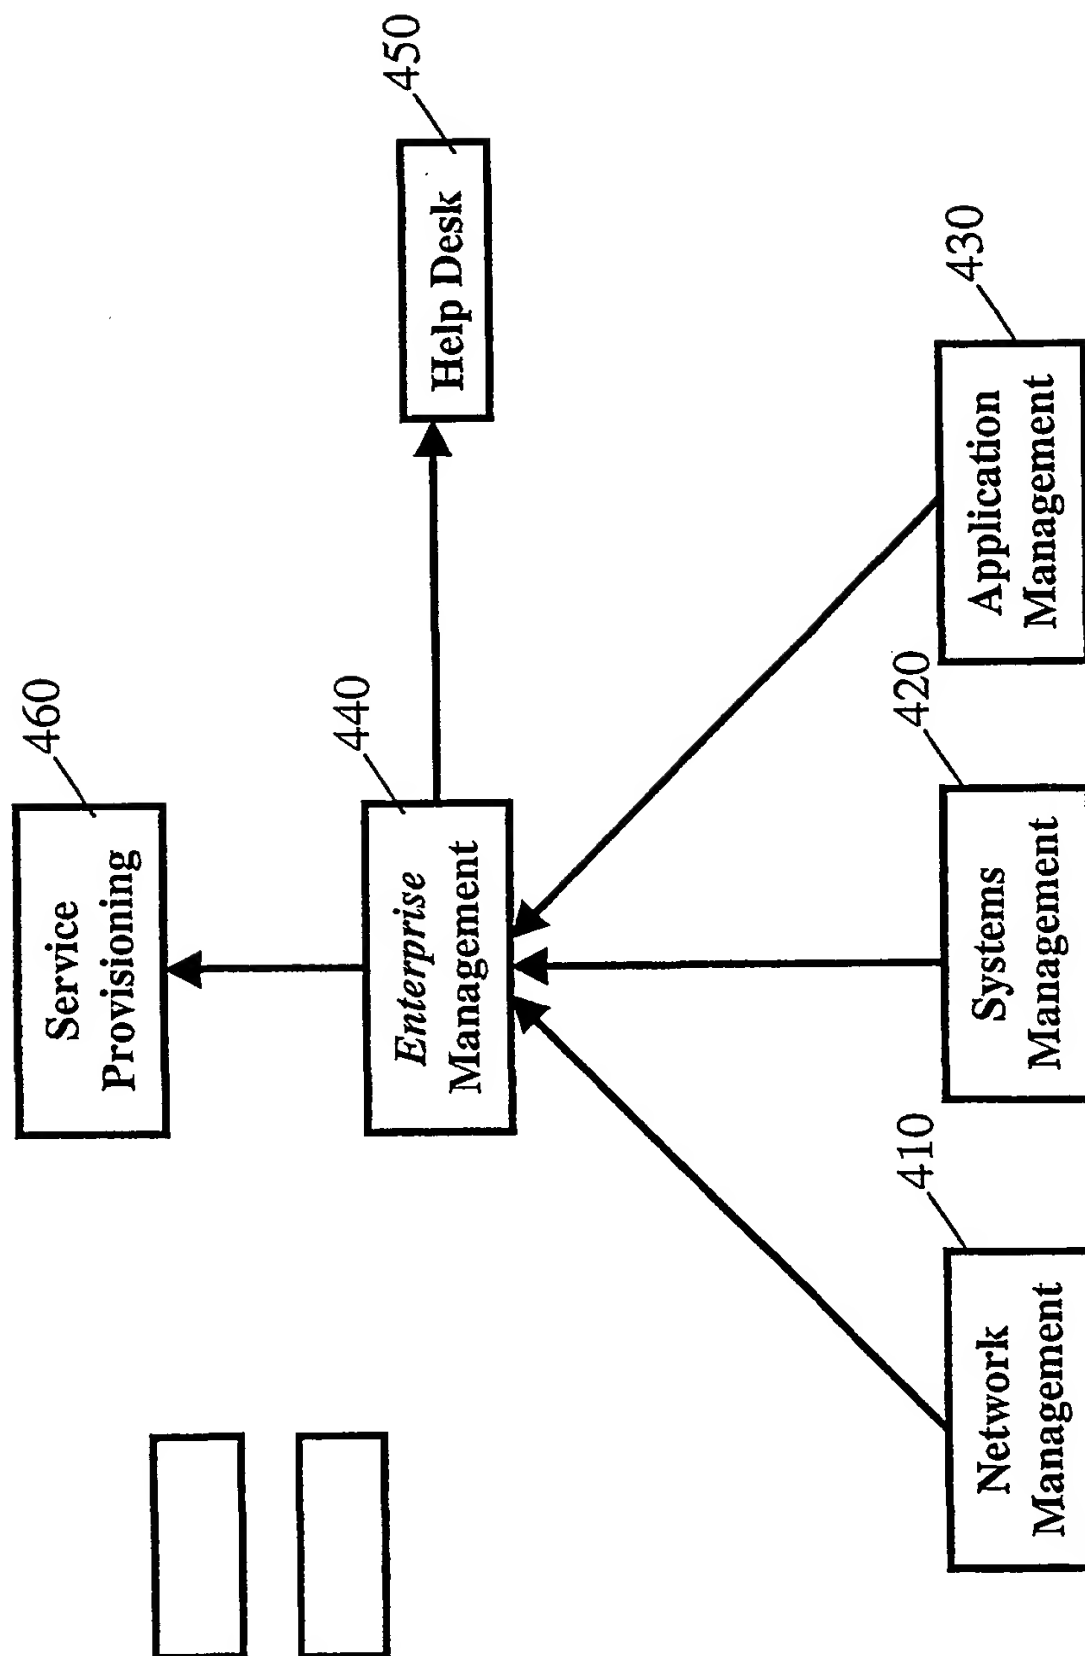 460
Service
Provisioning
440
Enterprise
Management
450
Help Desk
410
Network
Management
420
Systems
Management
430
Application
Management